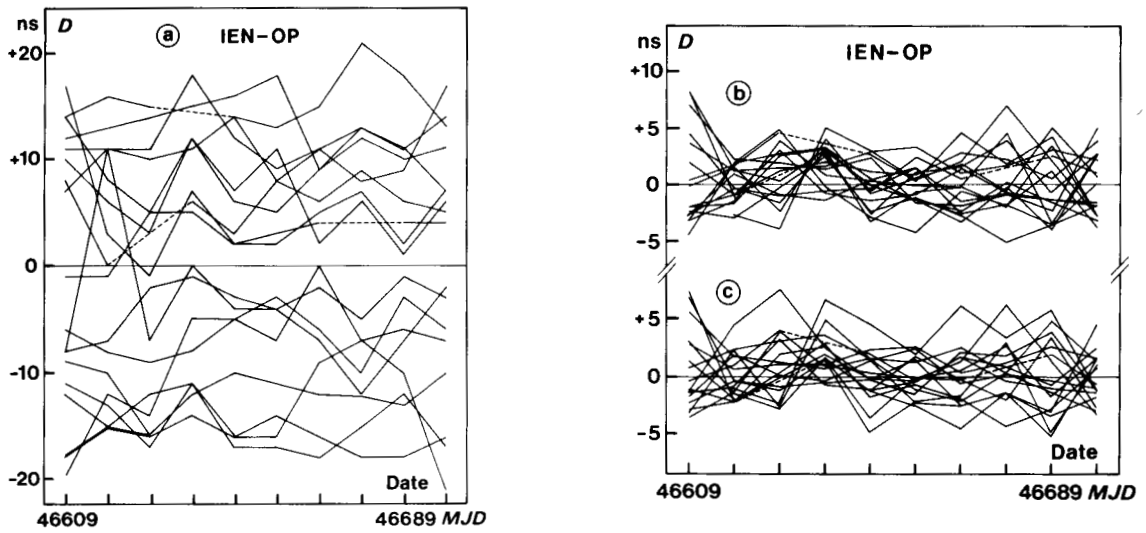 ns D
ⓐ IEN–OP
+20
+10
0
-10
-20
Date
46609 46689 MJD
ns D
IEN–OP
+10
ⓑ
+5
0
-5
ⓒ
+5
0
-5
Date
46609 46689 MJD